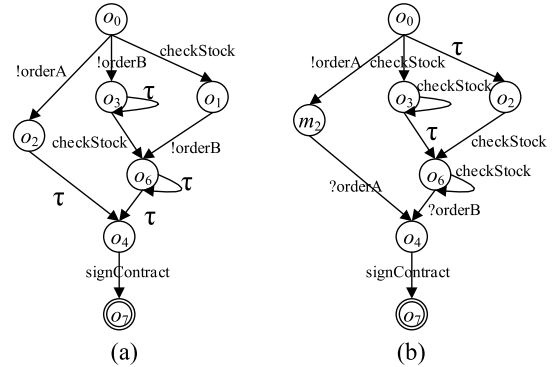 o0
!orderA
!orderB
checkStock
τ
o3
o1
o2
checkStock
!orderB
o6
τ
τ
τ
o4
signContract
o7
(a)
o0
!orderA
checkStock
τ
checkStock
o3
o2
m2
τ
checkStock
o6
checkStock
?orderA
?orderB
o4
signContract
o7
(b)